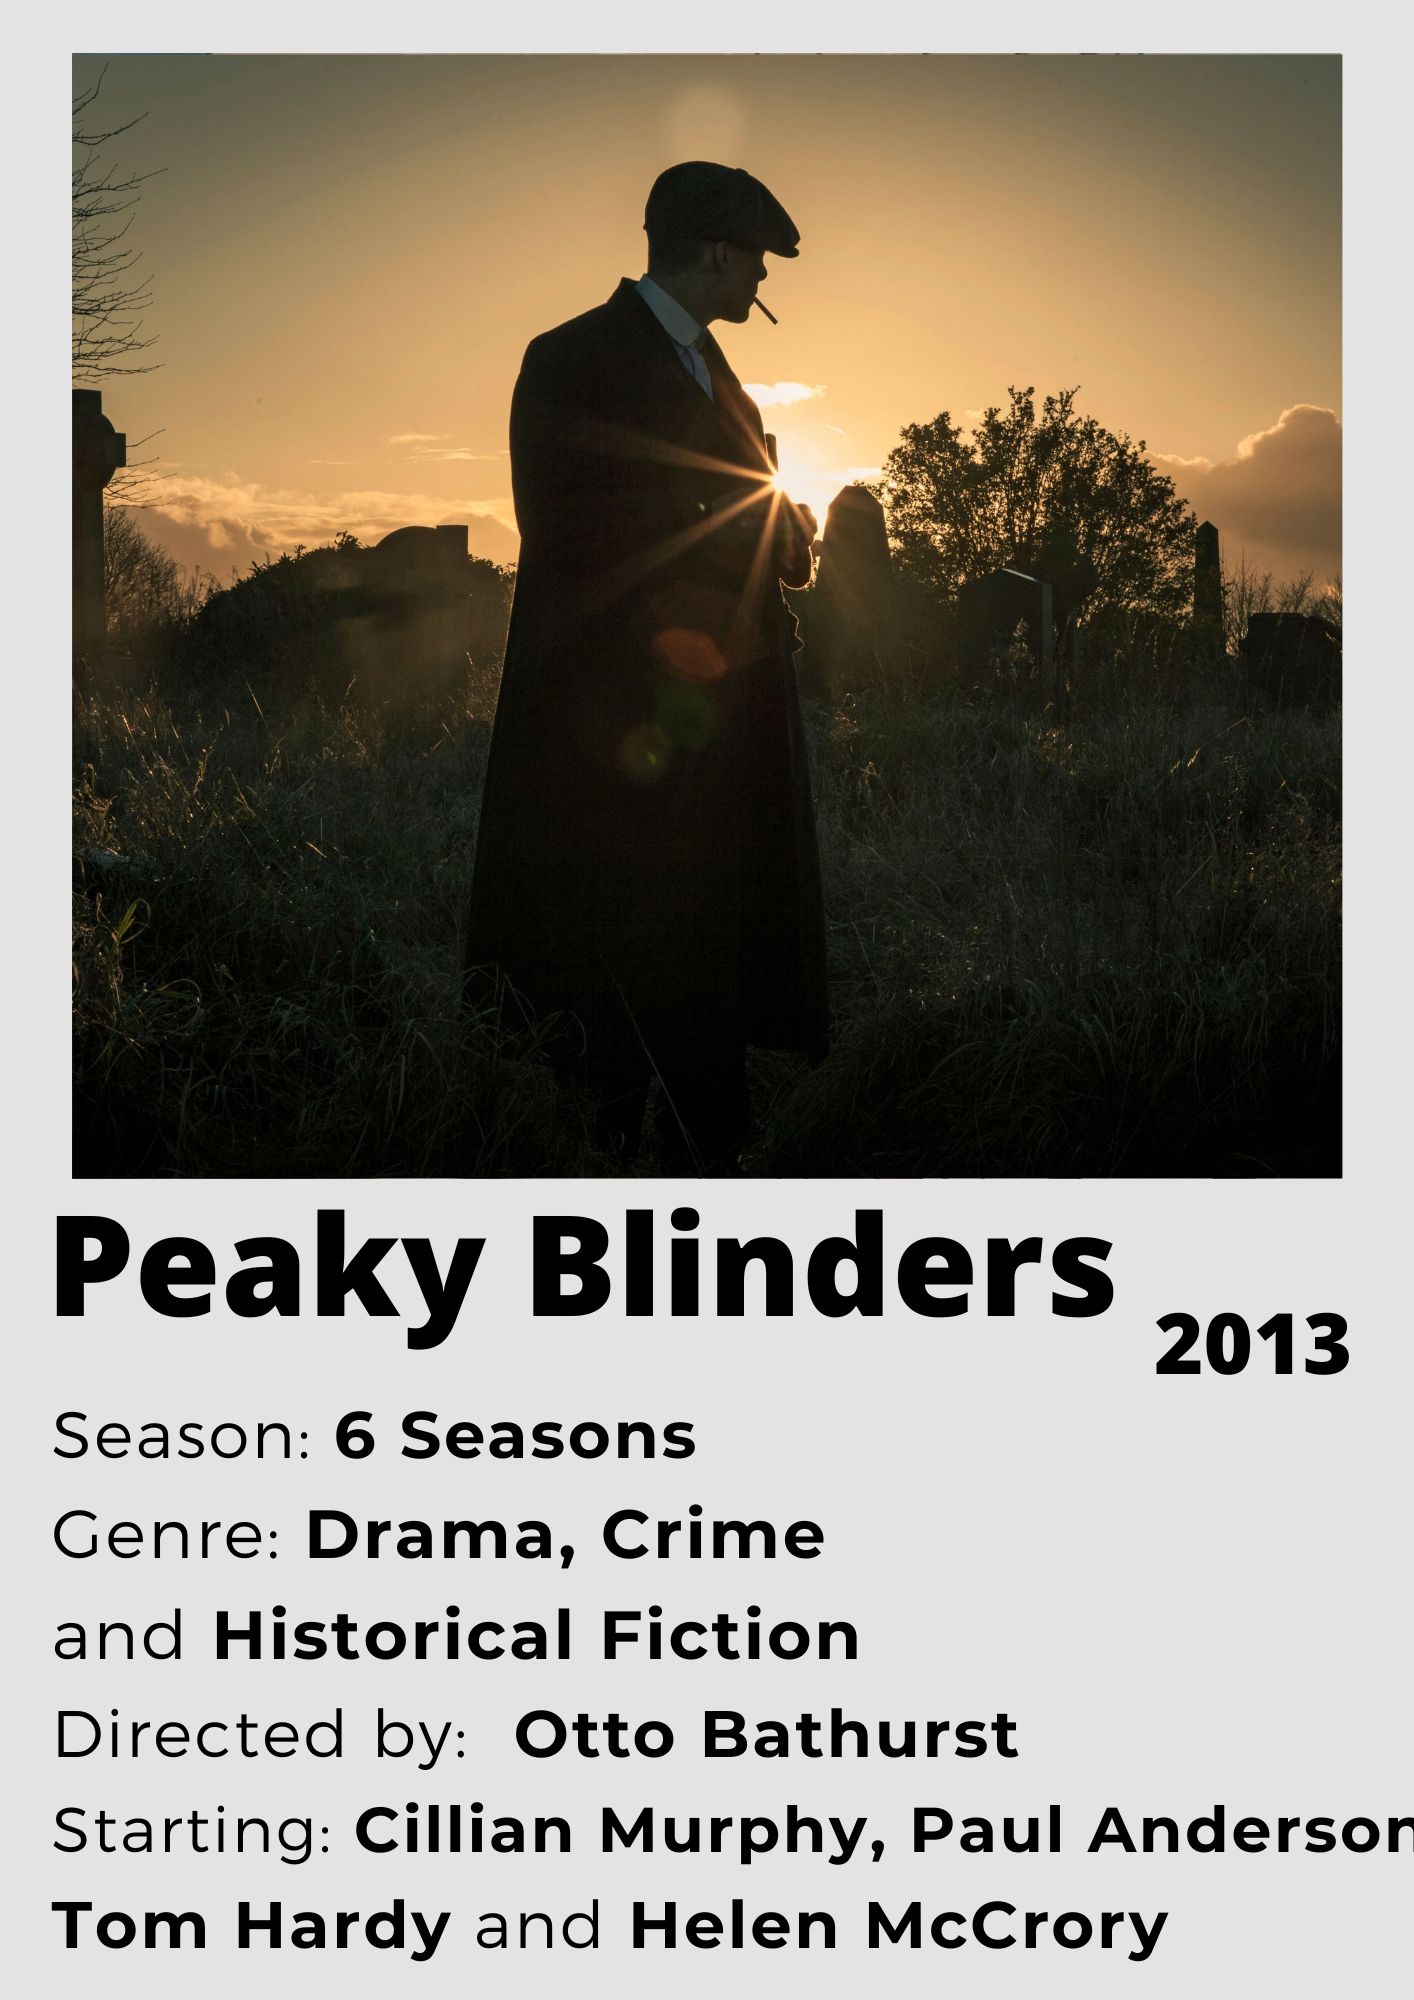 Peaky Blinders
2013
Season: 6 Seasons
Genre: Drama, Crime
and Historical Fiction
Directed by: Otto Bathurst
Starting: Cillian Murphy, Paul Anderson
Tom Hardy and Helen McCrory